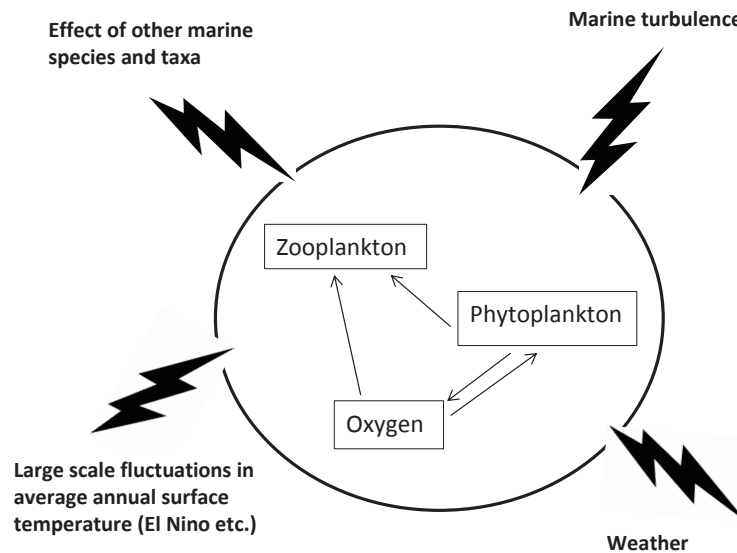 Effect of other marine
species and taxa
Marine turbulence
Zooplankton
Phytoplankton
Oxygen
Large scale fluctuations in
average annual surface
temperature (El Nino etc.)
Weather